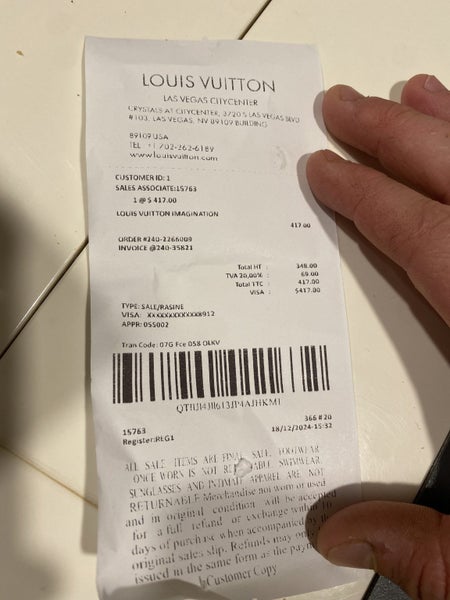 LOUIS VUITTON
LAS VEGAS CITYCENTER
CRYSTALS AT CITYCENTER, 3720 S LAS VEGAS BLVD
#103, LAS VEGAS, NV 89109 BUILDING
89109 USA
TEL : +1 702-262-6189
www.louisvuitton.com
CUSTOMER ID: 1
SALES ASSOCIATE:15763
1 @ $ 417.00
LOUIS VUITTON IMAGINATION
417.00
ORDER #240-2266009
INVOICE @240-35821
Total HT : 348.00
TVA 20,00% : 69.00
Total TTC : 417.00
VISA : $417.00
TYPE: SALE/RASINE
VISA: XXXXXXXXXXXX8912
APPR: 055002
Tran Code: 07G Fce 058 OLKV
15763 366 # 20
Register:REG1 18/12/2024-15:32
ALL SALE ITEMS ARE FINAL SALE FOOTWEAR
ONCE WORN IS NOT SWIMWEAR,
SUNGLASSES AND INTIMATE APPAREL ARE NOT
RETURNABLE Merchandise not worn or used
and in original condition will be accepted
for a full refund or exchange within
days of purchase when accompanied by
original sales slip. Refunds may only
issued in the same form as the
Customer Copy